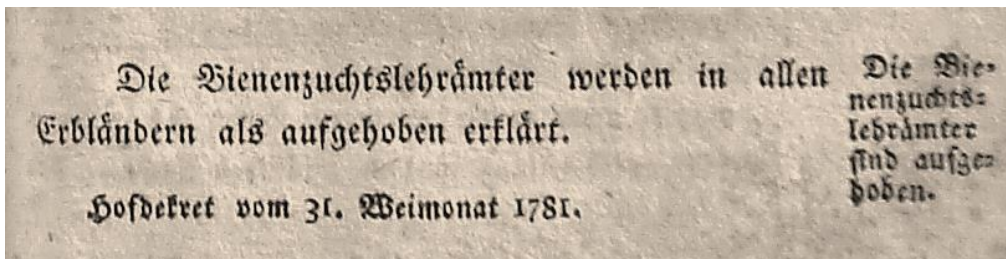 Die Bienenzuchtslehrämter werden in allen
Erbländern als aufgehoben erklärt.
Hofdekret vom 31. Weimonat 1781.
Die Bie-
nenzuchts-
lehrämter
sind aufge-
hoben.